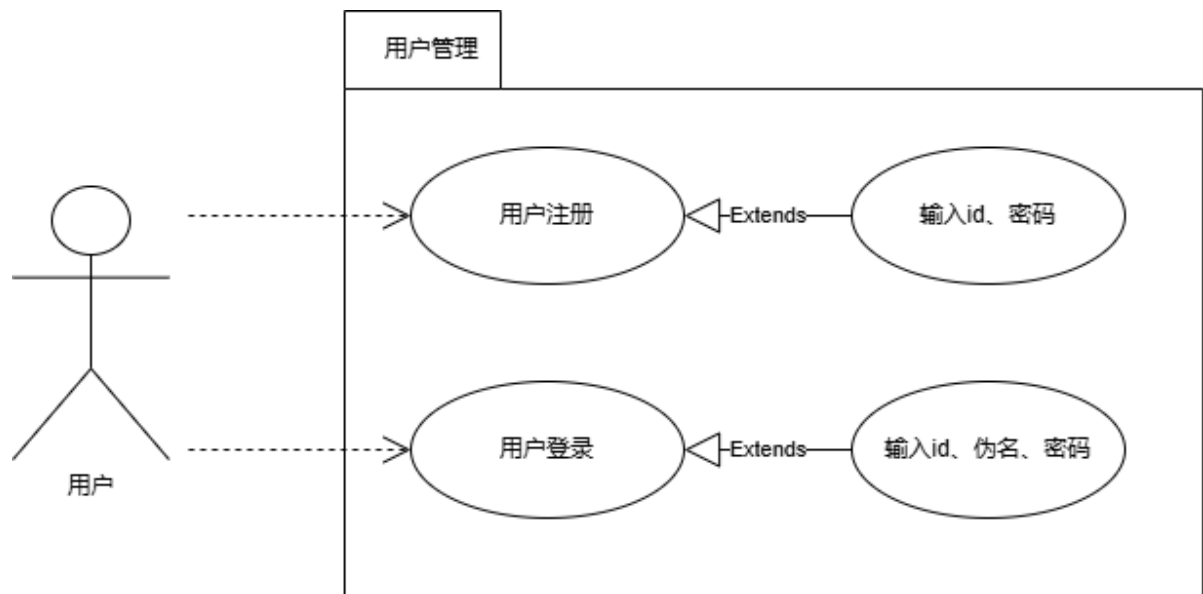 用户管理
用户注册
Extends
输入id、密码
用户登录
Extends
输入id、伪名、密码
用户